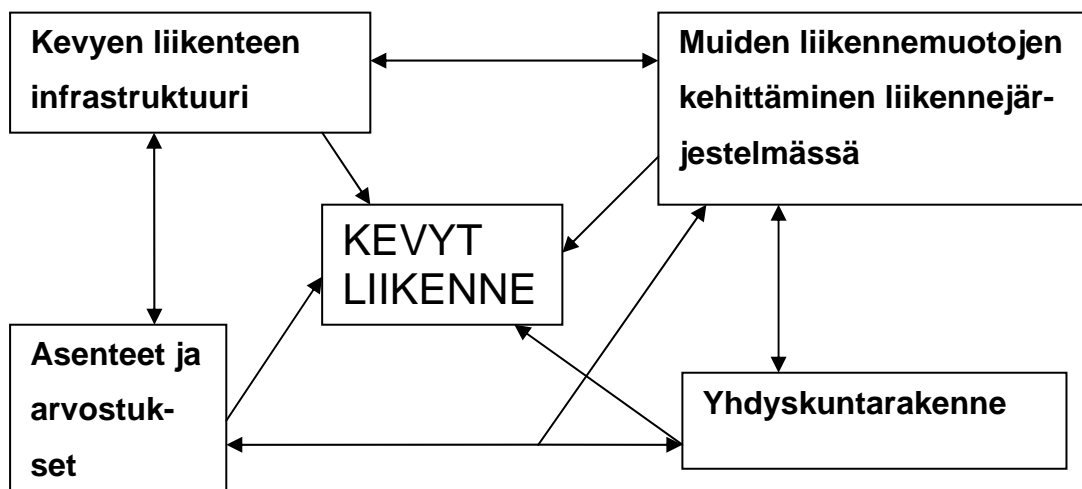 Kevyen liikenteen
infrastruktuuri
Muiden liikennemuotojen
kehittäminen liikennejär-
jestelmässä
KEVYT
LIIKENNE
Asenteet ja
arvostuk-
set
Yhdyskuntarakenne